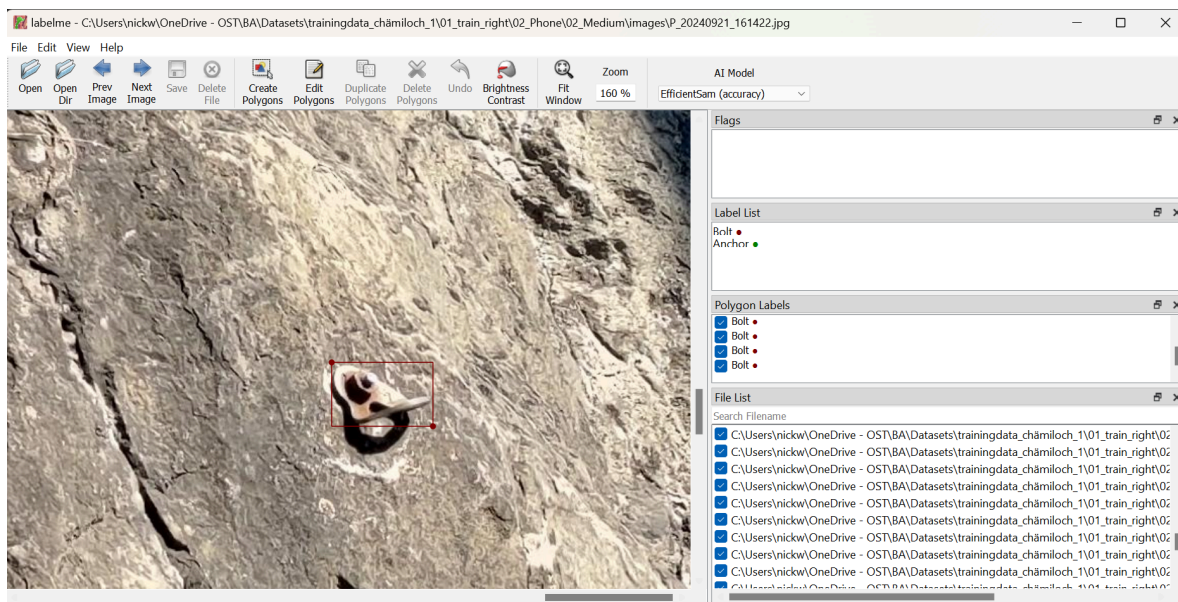 labelme - C:\Users\nickw\OneDrive - OST\BA\Datasets\trainingdata_chämiloch_1\01_train_right\02_Phone\02_Medium\images\P_20240921_161422.jpg
File Edit View Help
Open
Open Dir
Prev Image
Next Image
Save
Delete File
Create Polygons
Edit Polygons
Duplicate Polygons
Delete Polygons
Undo
Brightness Contrast
Fit Window
Zoom
160 %
AI Model
EfficientSam (accuracy)
Flags
Label List
Bolt
Anchor
Polygon Labels
Bolt
Bolt
Bolt
Bolt
File List
Search Filename
C:\Users\nickw\OneDrive - OST\BA\Datasets\trainingdata_chämiloch_1\01_train_right\02
C:\Users\nickw\OneDrive - OST\BA\Datasets\trainingdata_chämiloch_1\01_train_right\02
C:\Users\nickw\OneDrive - OST\BA\Datasets\trainingdata_chämiloch_1\01_train_right\02
C:\Users\nickw\OneDrive - OST\BA\Datasets\trainingdata_chämiloch_1\01_train_right\02
C:\Users\nickw\OneDrive - OST\BA\Datasets\trainingdata_chämiloch_1\01_train_right\02
C:\Users\nickw\OneDrive - OST\BA\Datasets\trainingdata_chämiloch_1\01_train_right\02
C:\Users\nickw\OneDrive - OST\BA\Datasets\trainingdata_chämiloch_1\01_train_right\02
C:\Users\nickw\OneDrive - OST\BA\Datasets\trainingdata_chämiloch_1\01_train_right\02
C:\Users\nickw\OneDrive - OST\BA\Datasets\trainingdata_chämiloch_1\01_train_right\02